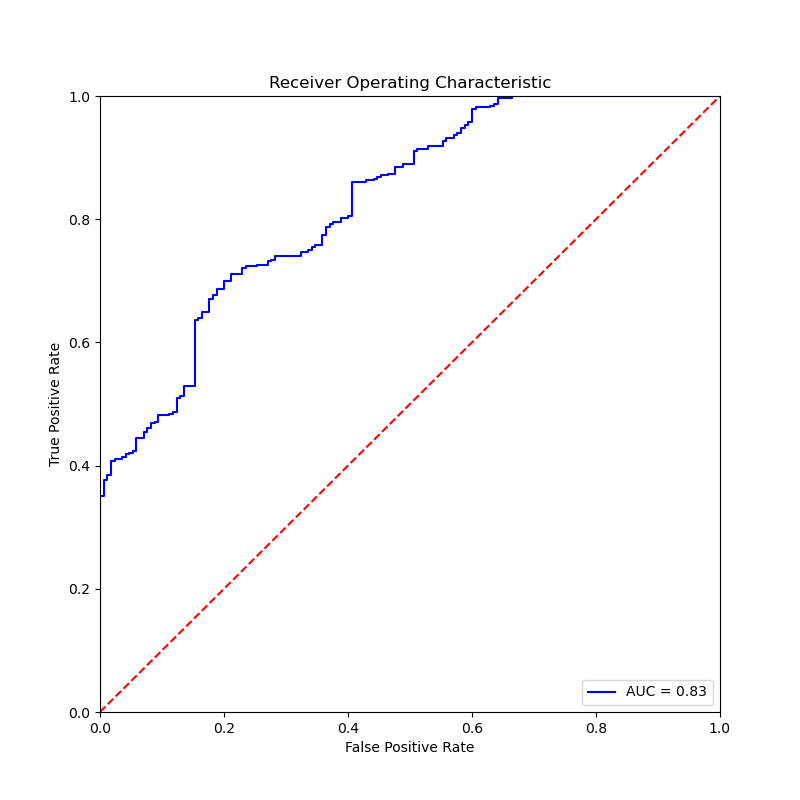 Receiver Operating Characteristic
1.0
0.8
0.6
0.4
0.2
0.0
True Positive Rate
AUC = 0.83
0.0 0.2 0.4 0.6 0.8 1.0
False Positive Rate